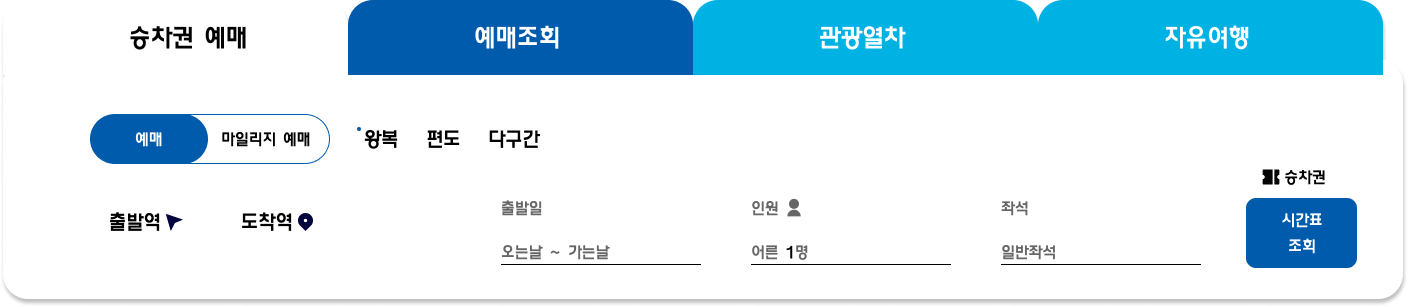 승차권 예매
예매조회
관광열차
자유여행
예매
마일리지 예매
왕복
편도
다구간
승차권
출발역
도착역
출발일
인원
좌석
시간표
조회
오는날 ~ 가는날
어른 1명
일반좌석